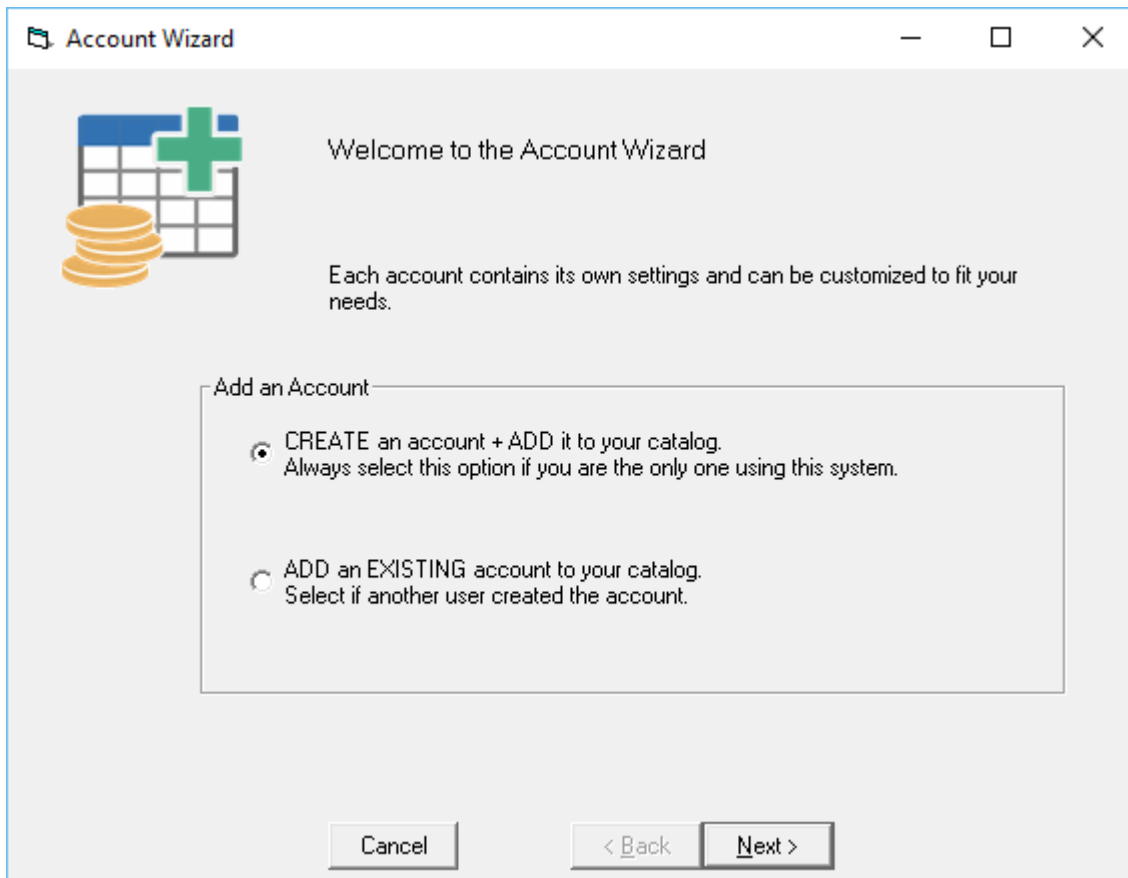 Account Wizard
Welcome to the Account Wizard
Each account contains its own settings and can be customized to fit your
needs.
Add an Account
CREATE an account + ADD it to your catalog.
Always select this option if you are the only one using this system.
ADD an EXISTING account to your catalog.
Select if another user created the account.
Cancel
< Back
Next >